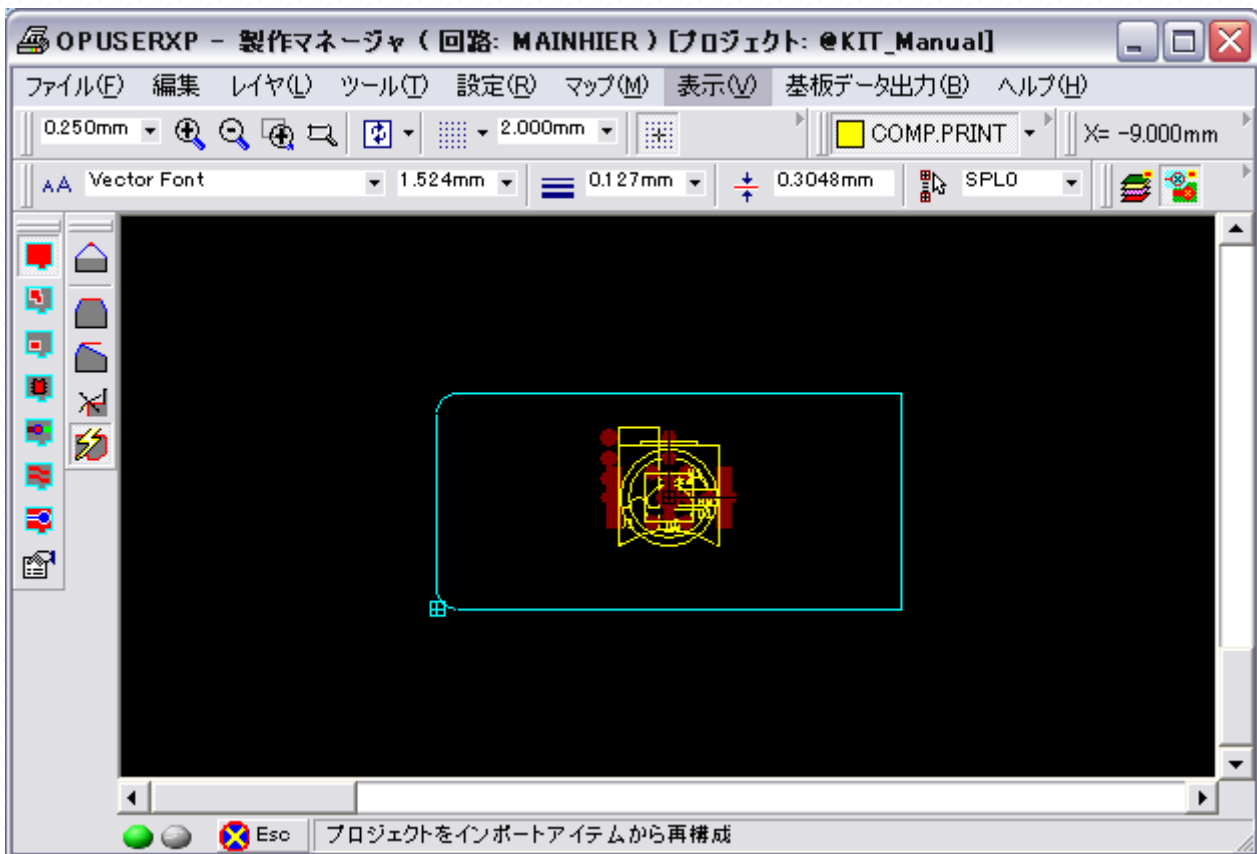 OPUSERXP - 製作マネージャ ( 回路: MAINHIER ) [プロジェクト: @KIT_Manual]
ファイル(F) 編集 レイヤ(L) ツール(T) 設定(R) マップ(M) 表示(V) 基板データ出力(B) ヘルプ(H)
0.250mm 2.000mm COMP.PRINT X= -9.000mm
AA Vector Font 1.524mm 0.127mm 0.3048mm SPL0
Esc プロジェクトをインポートアイテムから再構成